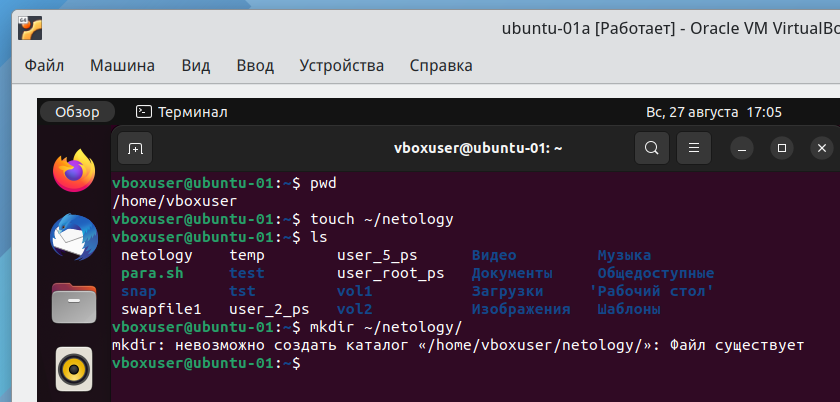 ubuntu-01a [Работает] - Oracle VM VirtualBo
Файл Машина Вид Ввод Устройства Справка
Обзор Терминал Вс, 27 августа 17:05
vboxuser@ubuntu-01: ~
vboxuser@ubuntu-01:~$ pwd
/home/vboxuser
vboxuser@ubuntu-01:~$ touch ~/netology
vboxuser@ubuntu-01:~$ ls
netology temp user_5_ps Видео Музыка
para.sh test user_root_ps Документы Общедоступные
snap tst vol1 Загрузки 'Рабочий стол'
swapfile1 user_2_ps vol2 Изображения Шаблоны
vboxuser@ubuntu-01:~$ mkdir ~/netology/
mkdir: невозможно создать каталог «/home/vboxuser/netology/»: Файл существует
vboxuser@ubuntu-01:~$